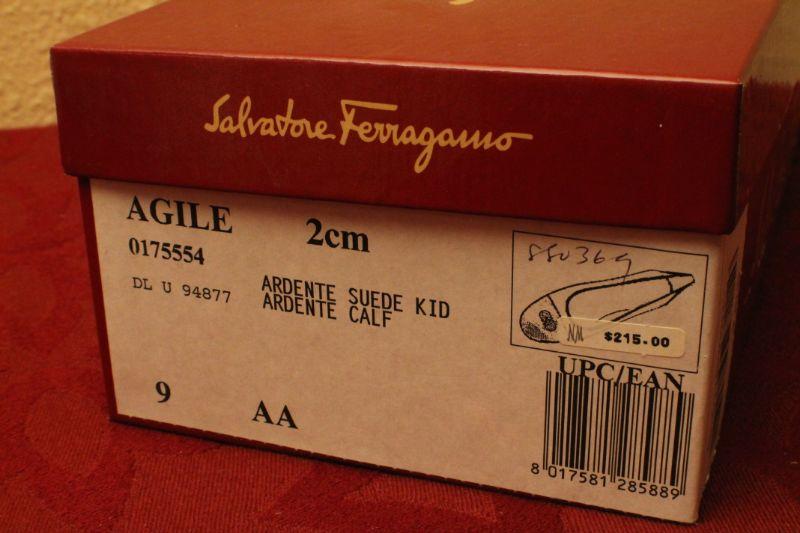 Salvatore Ferragamo
AGILE 2cm
0175554
DL U 94877
ARDENTE SUEDE KID
ARDENTE CALF
9 AA
NM $215.00
UPC/EAN
8 017581 285889